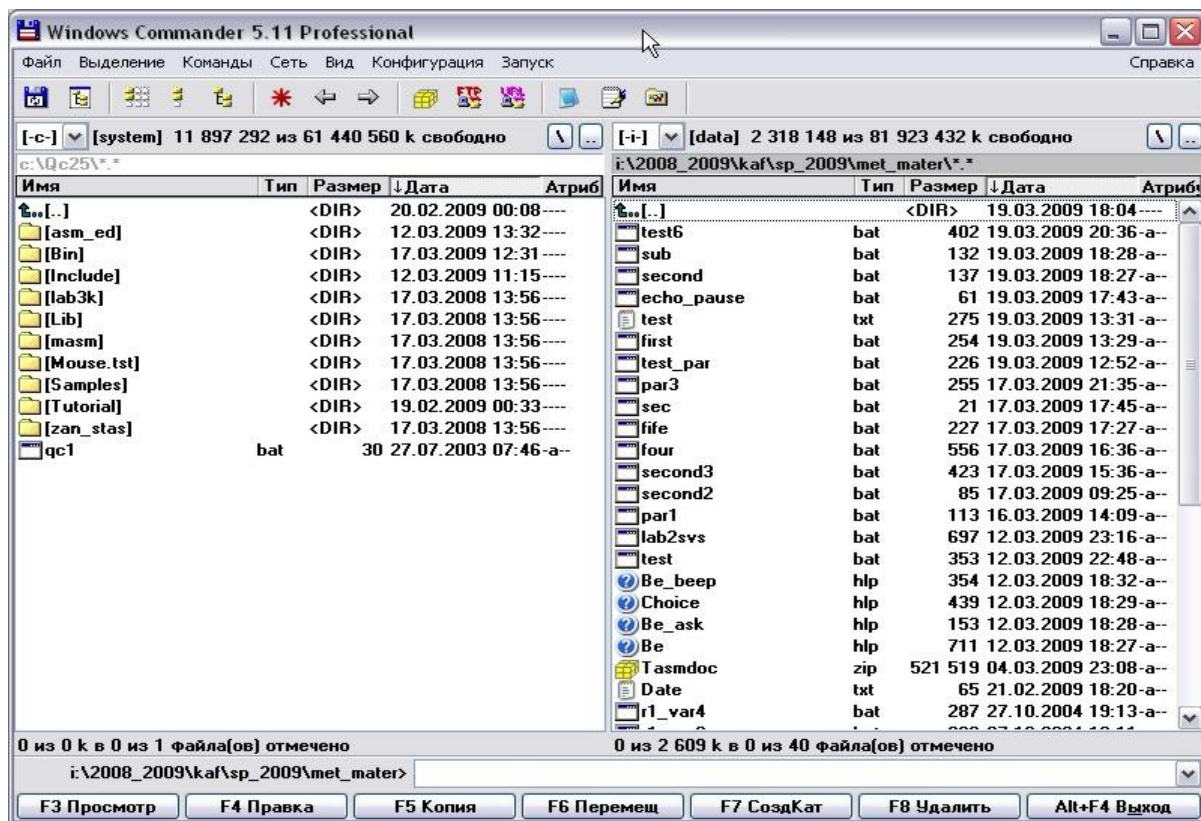 Windows Commander 5.11 Professional
Файл Выделение Команды Сеть Вид Конфигурация Запуск Справка
FTP
[-c-] [system] 11 897 292 из 61 440 560 k свободно \ ..
c:\Qc25\*.*
Имя Тип Размер ↓Дата Атриб
[..] <DIR> 20.02.2009 00:08 ----
[asm_ed] <DIR> 12.03.2009 13:32 ----
[Bin] <DIR> 17.03.2009 12:31 ----
[Include] <DIR> 12.03.2009 11:15 ----
[lab3k] <DIR> 17.03.2008 13:56 ----
[Lib] <DIR> 17.03.2008 13:56 ----
[masm] <DIR> 17.03.2008 13:56 ----
[Mouse.tst] <DIR> 17.03.2008 13:56 ----
[Samples] <DIR> 17.03.2008 13:56 ----
[Tutorial] <DIR> 19.02.2009 00:33 ----
[zan_stas] <DIR> 17.03.2008 13:56 ----
qc1 bat 30 27.07.2003 07:46 -a--
0 из 0 k в 0 из 1 файла(ов) отмечено
[-i-] [data] 2 318 148 из 81 923 432 k свободно \ ..
i:\2008_2009\kaf\sp_2009\met_mater\*.*
Имя Тип Размер ↓Дата Атрибу
[..] <DIR> 19.03.2009 18:04 ----
test6 bat 402 19.03.2009 20:36 -a--
sub bat 132 19.03.2009 18:28 -a--
second bat 137 19.03.2009 18:27 -a--
echo_pause bat 61 19.03.2009 17:43 -a--
test txt 275 19.03.2009 13:31 -a--
first bat 254 19.03.2009 13:29 -a--
test_par bat 226 19.03.2009 12:52 -a--
par3 bat 255 17.03.2009 21:35 -a--
sec bat 21 17.03.2009 17:45 -a--
fife bat 227 17.03.2009 17:27 -a--
four bat 556 17.03.2009 16:36 -a--
second3 bat 423 17.03.2009 15:36 -a--
second2 bat 85 17.03.2009 09:25 -a--
par1 bat 113 16.03.2009 14:09 -a--
lab2svs bat 697 12.03.2009 23:16 -a--
test bat 353 12.03.2009 22:48 -a--
Be_beep hlp 354 12.03.2009 18:32 -a--
Choice hlp 439 12.03.2009 18:29 -a--
Be_ask hlp 153 12.03.2009 18:28 -a--
Be hlp 711 12.03.2009 18:27 -a--
Tasmdoc zip 521 519 04.03.2009 23:08 -a--
Date txt 65 21.02.2009 18:20 -a--
r1_var4 bat 287 27.10.2004 19:13 -a--
0 из 2 609 k в 0 из 40 файла(ов) отмечено
i:\2008_2009\kaf\sp_2009\met_mater>
F3 Просмотр F4 Правка F5 Копия F6 Перемещ F7 СоздКат F8 Удалить Alt+F4 Выход